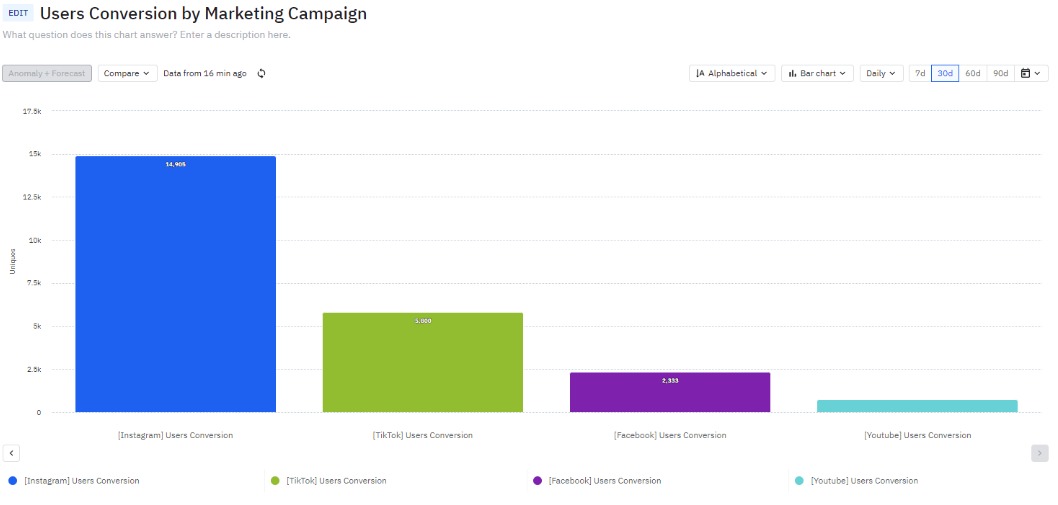 EDIT Users Conversion by Marketing Campaign
What question does this chart answer? Enter a description here.
Anomaly + Forecast Compare Data from 16 min ago Alphabetical Bar chart Daily 7d 30d 60d 90d
17.5k
15k
12.5k
10k
7.5k
5k
2.5k
0
Uniques
14,905
5,800
2,333
[Instagram] Users Conversion [TikTok] Users Conversion [Facebook] Users Conversion [Youtube] Users Conversion
[Instagram] Users Conversion [TikTok] Users Conversion [Facebook] Users Conversion [Youtube] Users Conversion